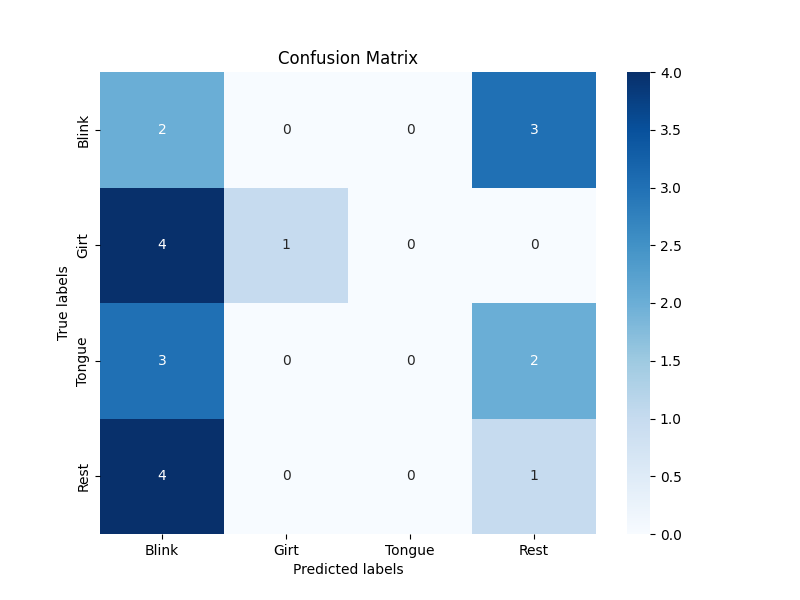 Confusion Matrix
True labels
Blink 2 0 0 3
Girt 4 1 0 0
Tongue 3 0 0 2
Rest 4 0 0 1
Blink Girt Tongue Rest
Predicted labels
4.0
3.5
3.0
2.5
2.0
1.5
1.0
0.5
0.0